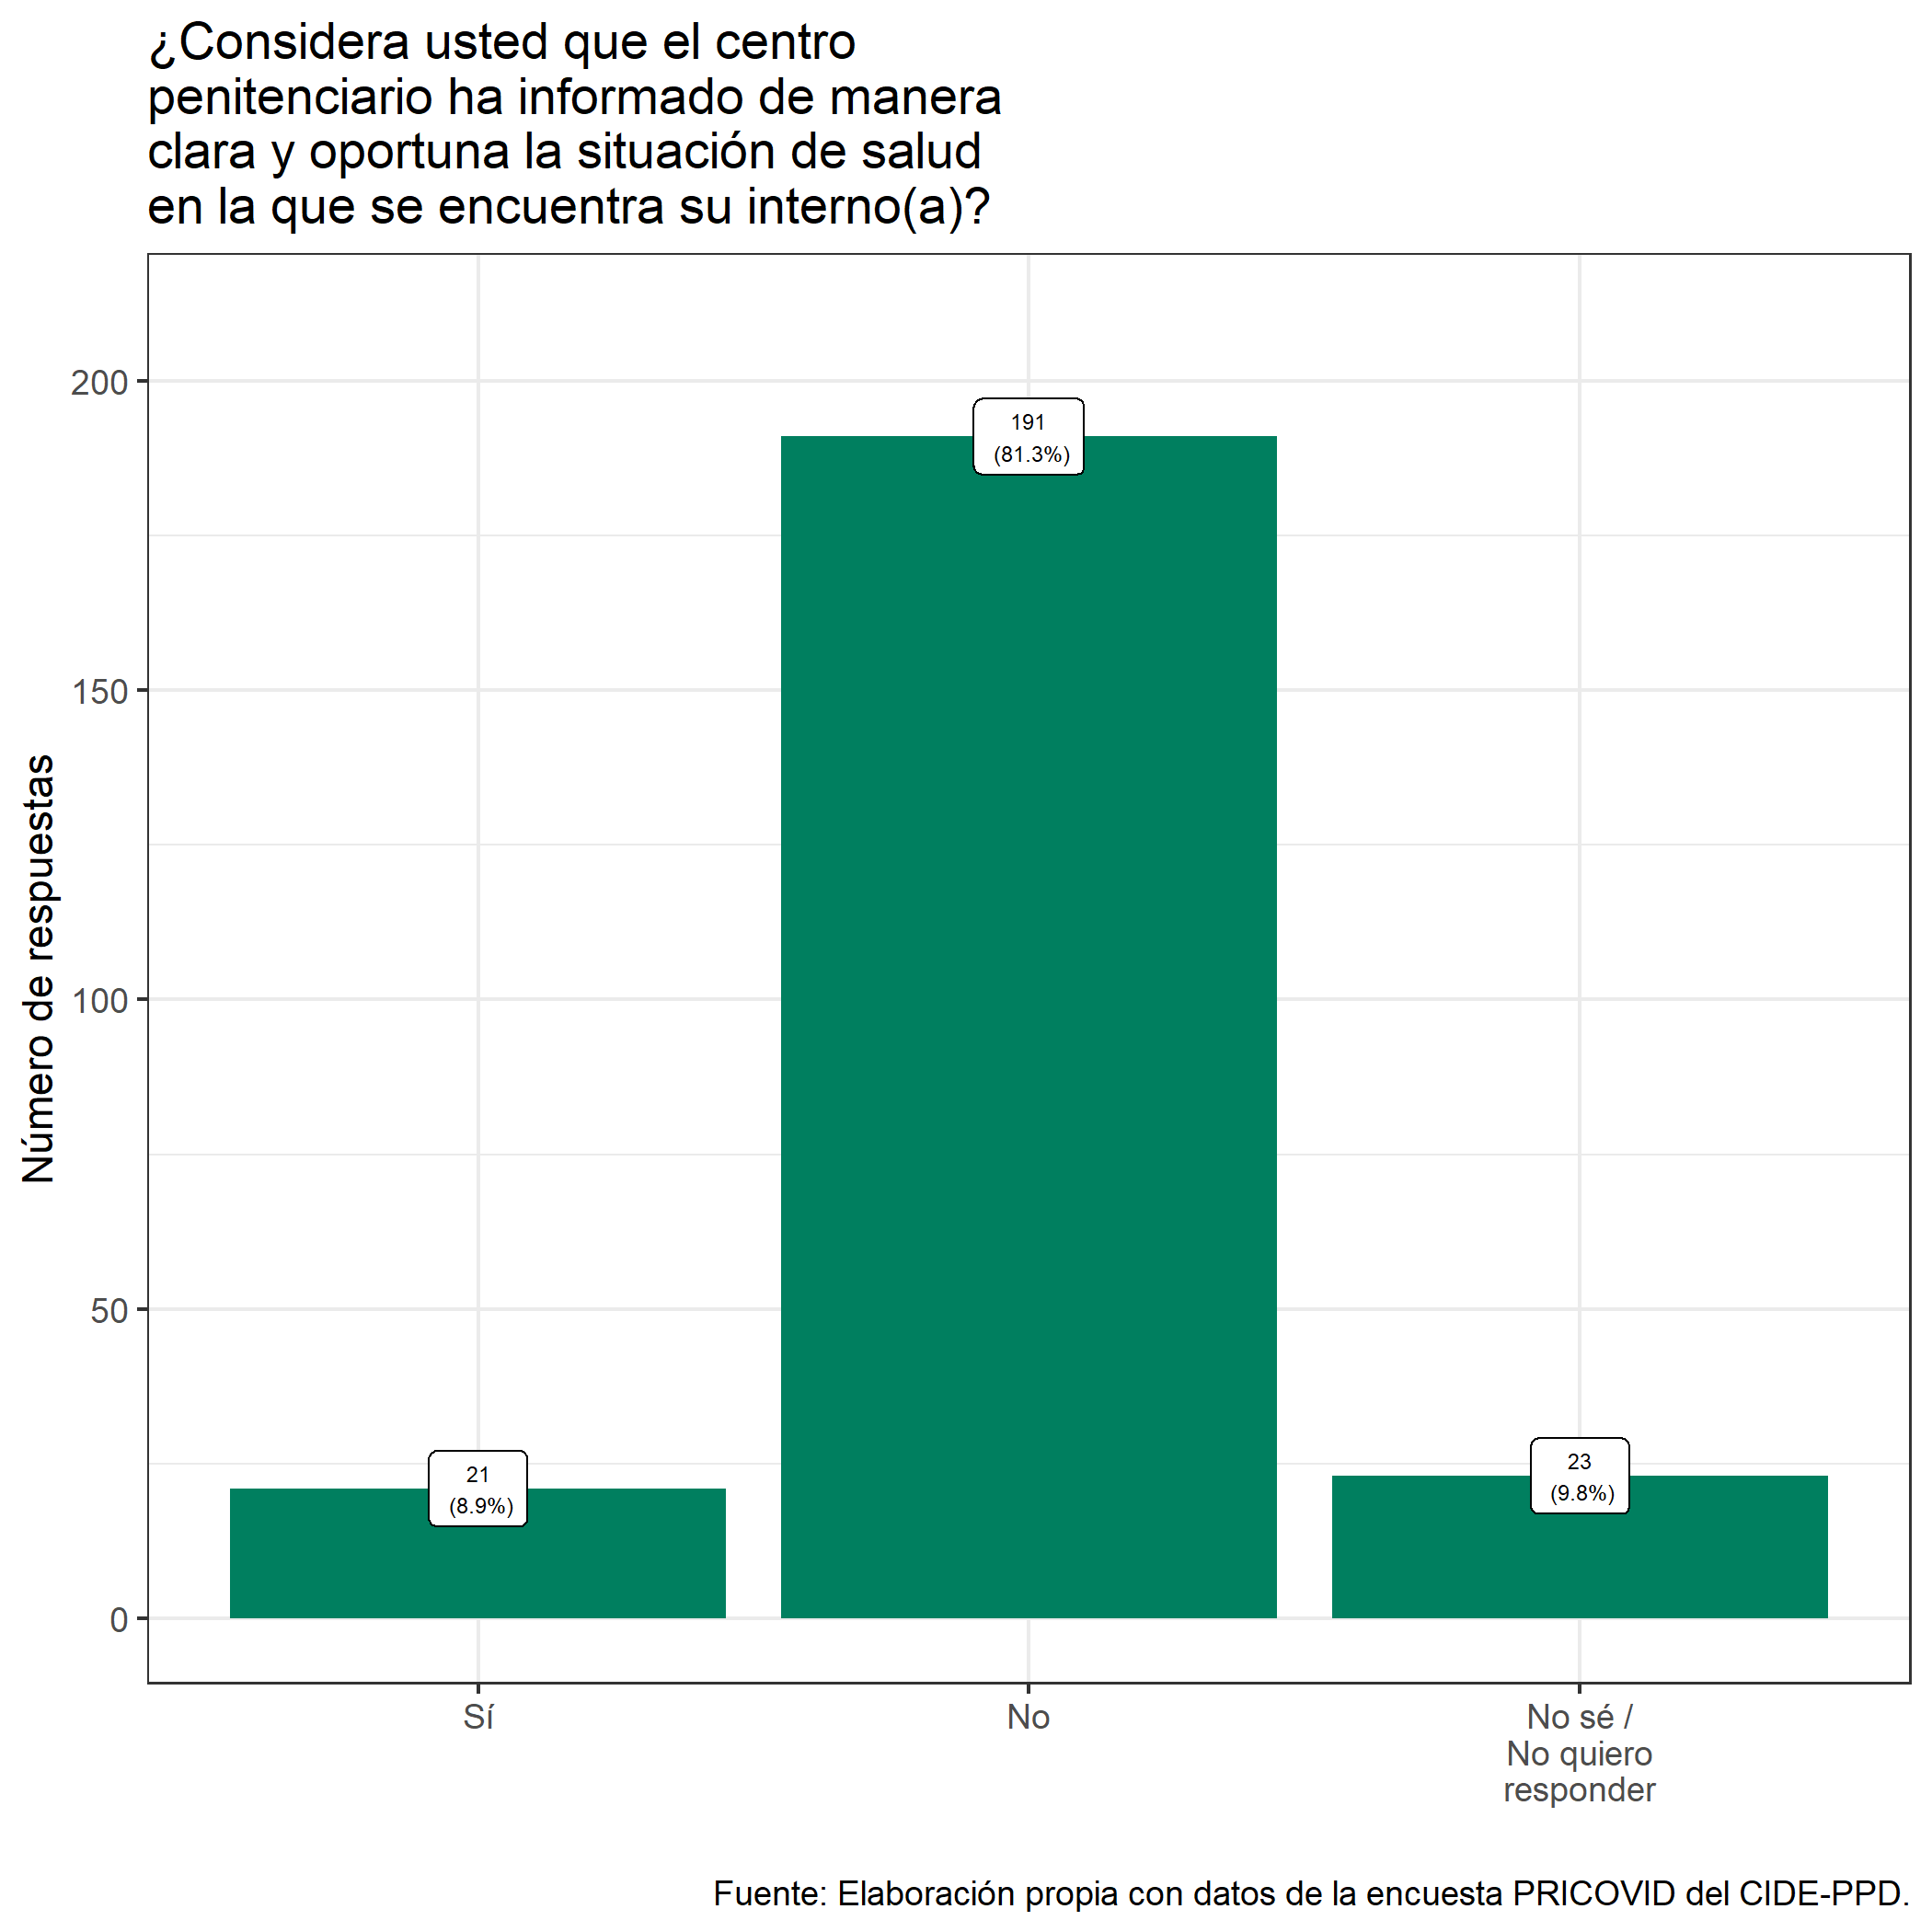 ¿Considera usted que el centro
penitenciario ha informado de manera
clara y oportuna la situación de salud
en la que se encuentra su interno(a)?
Número de respuestas
200
150
100
50
0
191
(81.3%)
21
(8.9%)
23
(9.8%)
Sí
No
No sé /
No quiero
responder
Fuente: Elaboración propia con datos de la encuesta PRICOVID del CIDE-PPD.